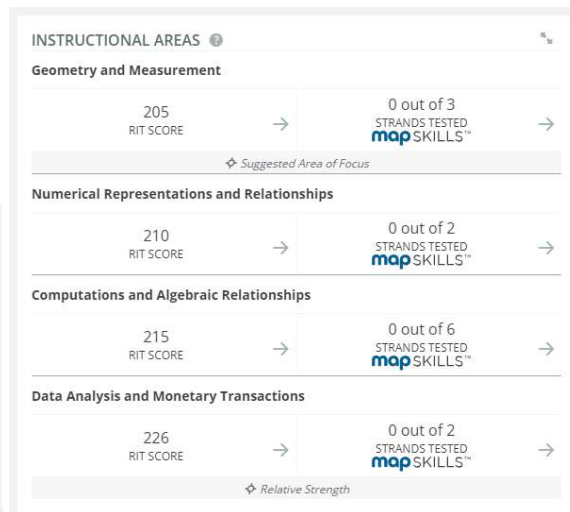 INSTRUCTIONAL AREAS ?
Geometry and Measurement
205
RIT SCORE
0 out of 3
STRANDS TESTED
map SKILLS™
Suggested Area of Focus
Numerical Representations and Relationships
210
RIT SCORE
0 out of 2
STRANDS TESTED
map SKILLS™
Computations and Algebraic Relationships
215
RIT SCORE
0 out of 6
STRANDS TESTED
map SKILLS™
Data Analysis and Monetary Transactions
226
RIT SCORE
0 out of 2
STRANDS TESTED
map SKILLS™
Relative Strength